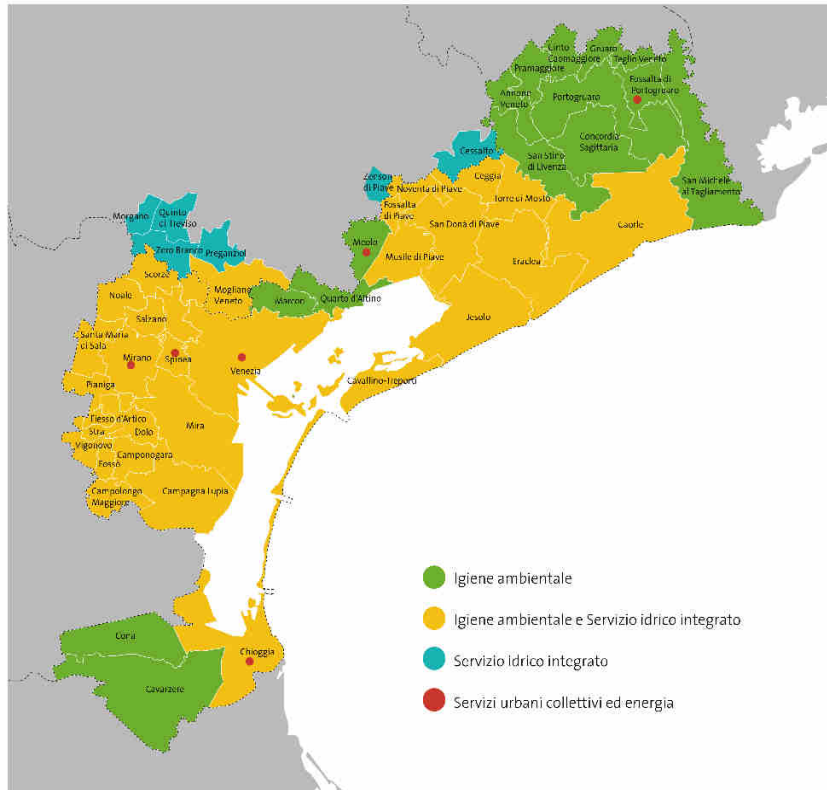 Cinto
Caomaggiore
Gruaro
Teglio Veneto
Pramaggiore
Fossalta di
Portogruaro
Annone
Veneto
Portogruaro
Concordia
Sagittaria
Cessalto
San Stino
di Livenza
San Michele
al Tagliamento
Ceggia
Zenson
di Piave
Noventa di Piave
Torre di Mosto
Fossalta
di Piave
San Donà di Piave
Caorle
Morgano
Quinto
di Treviso
Meolo
Musile di Piave
Eraclea
Zero Branco
Preganziol
Scorzè
Mogliano
Veneto
Noale
Marcon
Quarto d'Altino
Salzano
Jesolo
Santa Maria
di Sala
Mirano
Spinea
Venezia
Pianiga
Cavallino-Treporti
Fiesso d'Artico
Mira
Stra
Dolo
Vigonovo
Camponogara
Fossò
Campolongo
Maggiore
Campagna Lupia
Igiene ambientale
Igiene ambientale e Servizio idrico integrato
Cona
Chioggia
Servizio idrico integrato
Cavarzere
Servizi urbani collettivi ed energia